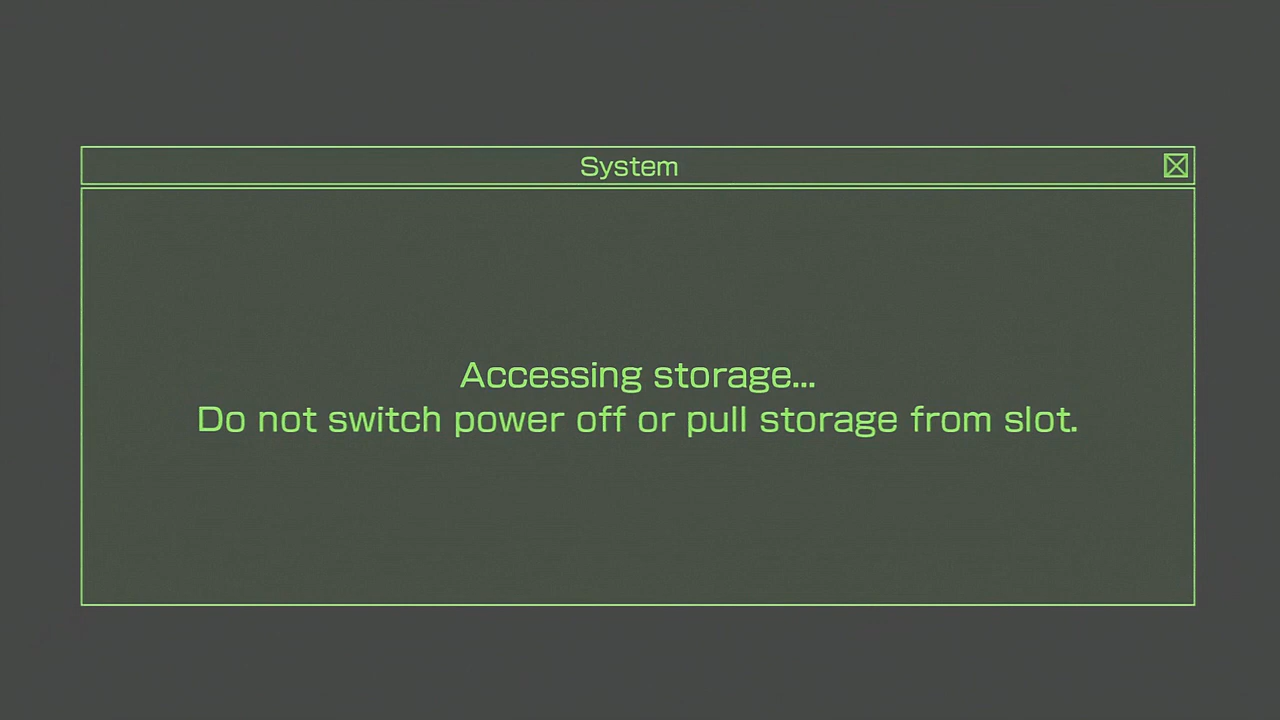 System
Accessing storage...
Do not switch power off or pull storage from slot.